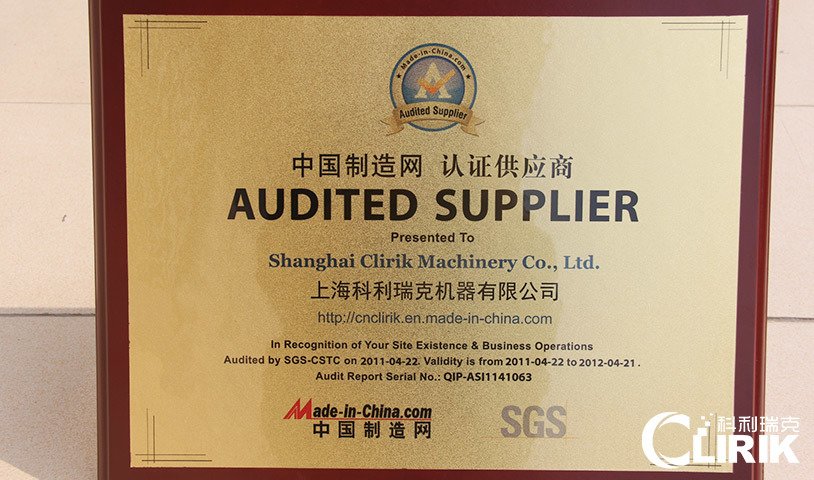 Made-in-China.com
Audited Supplier
中国制造网 认证供应商
AUDITED SUPPLIER
Presented To
Shanghai Clirik Machinery Co., Ltd.
上海科利瑞克机器有限公司
http://cnclirik.en.made-in-china.com
In Recognition of Your Site Existence & Business Operations
Audited by SGS-CSTC on 2011-04-22. Validity is from 2011-04-22 to 2012-04-21.
Audit Report Serial No.: QIP-ASI1141063
Made-in-China.com
中国制造网
SGS
科利瑞克
CLIRIK